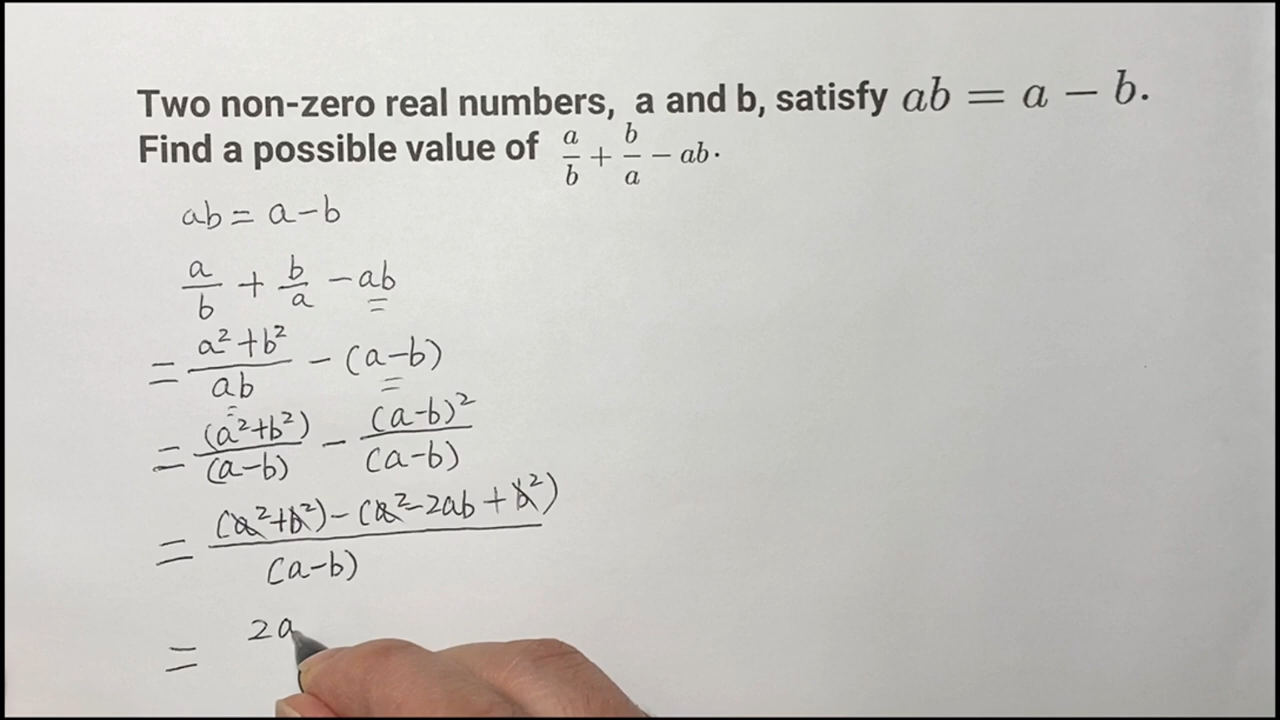 Two non-zero real numbers, a and b, satisfy ab = a − b.
Find a possible value of a/b + b/a − ab.
ab = a−b
a/b + b/a − ab
= a²+b²/ab − (a−b)
= (a²+b²)/(a−b) − (a−b)²/(a−b)
= (a²+b²)−(a²−2ab+b²)/(a−b)
= 2a